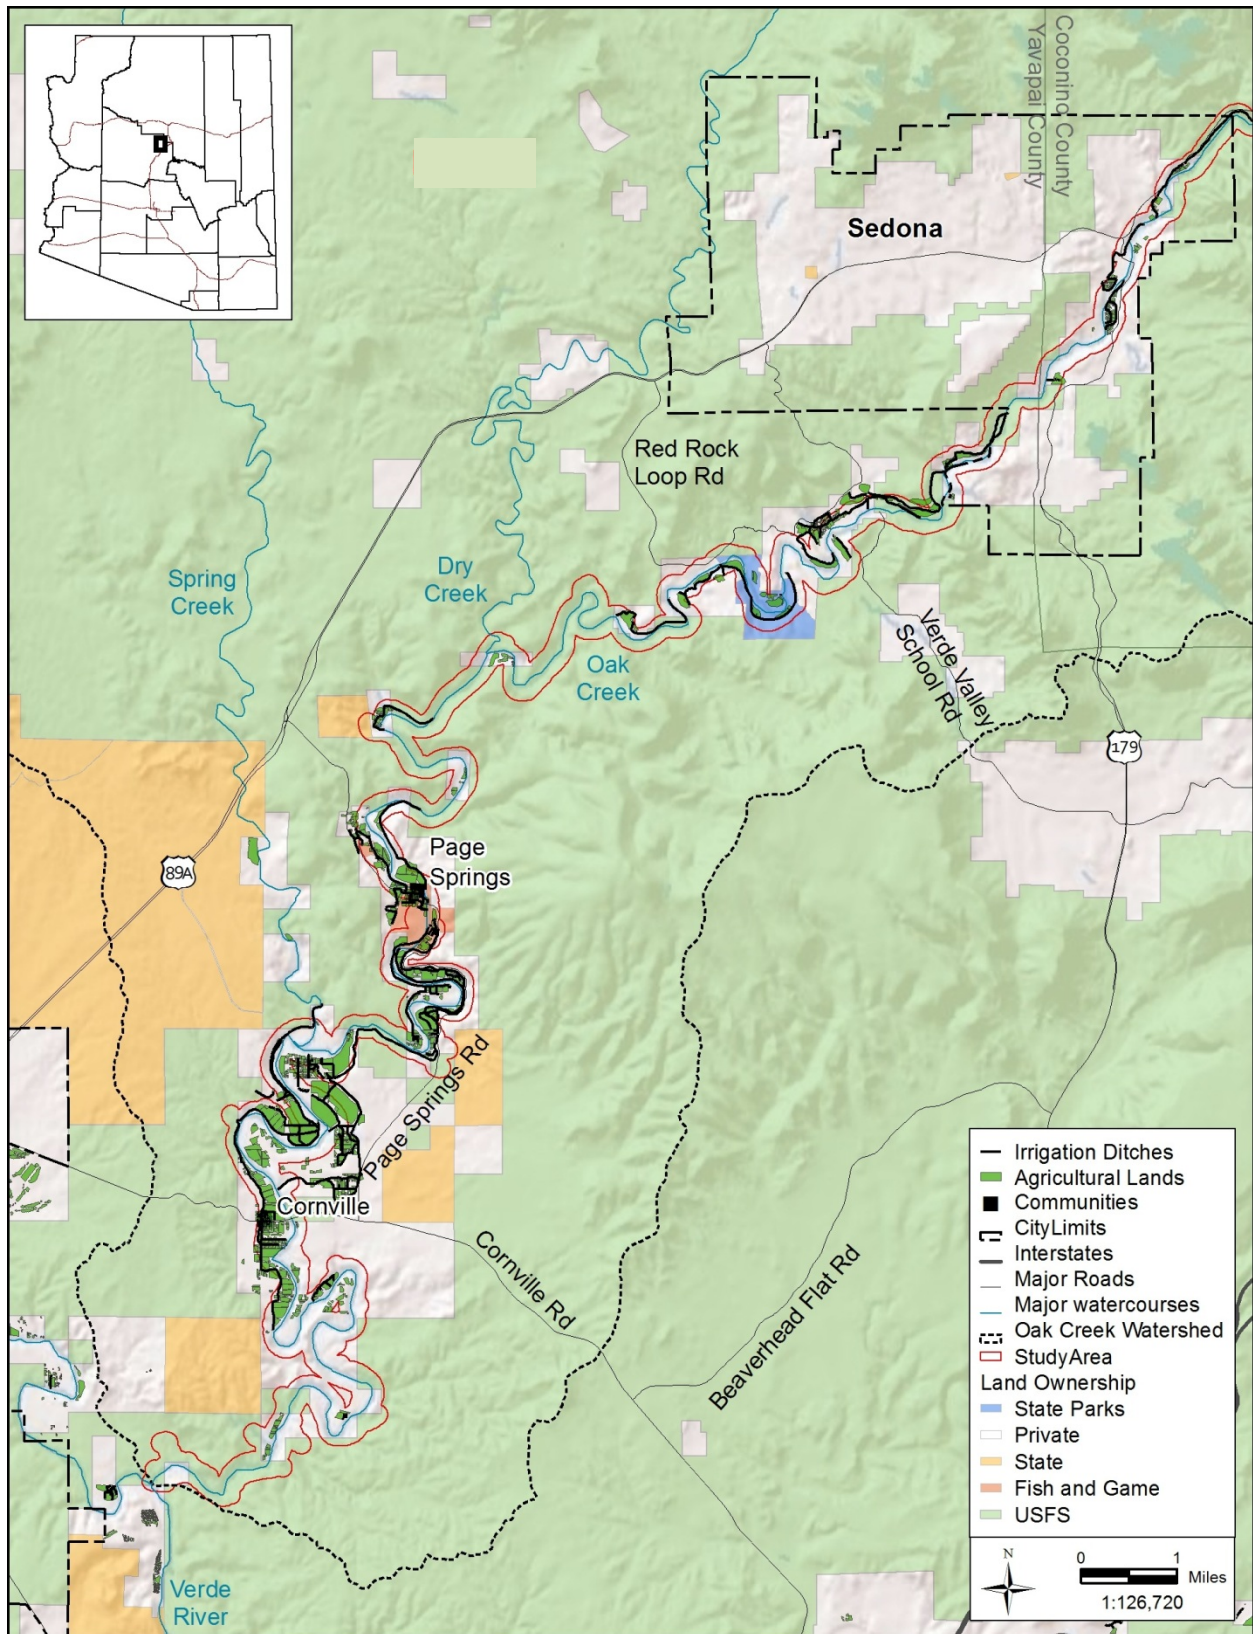 Coconino County
Yavapai County
Sedona
Red Rock
Loop Rd
Spring
Creek
Dry
Creek
Oak
Creek
Verde Valley
School Rd
179
89A
Page
Springs
Page Springs Rd
Cornville
Cornville Rd
Beaverhead Flat Rd
Verde
River
Irrigation Ditches
Agricultural Lands
Communities
CityLimits
Interstates
Major Roads
Major watercourses
Oak Creek Watershed
StudyArea
Land Ownership
State Parks
Private
State
Fish and Game
USFS
N
0 1
Miles
1:126,720